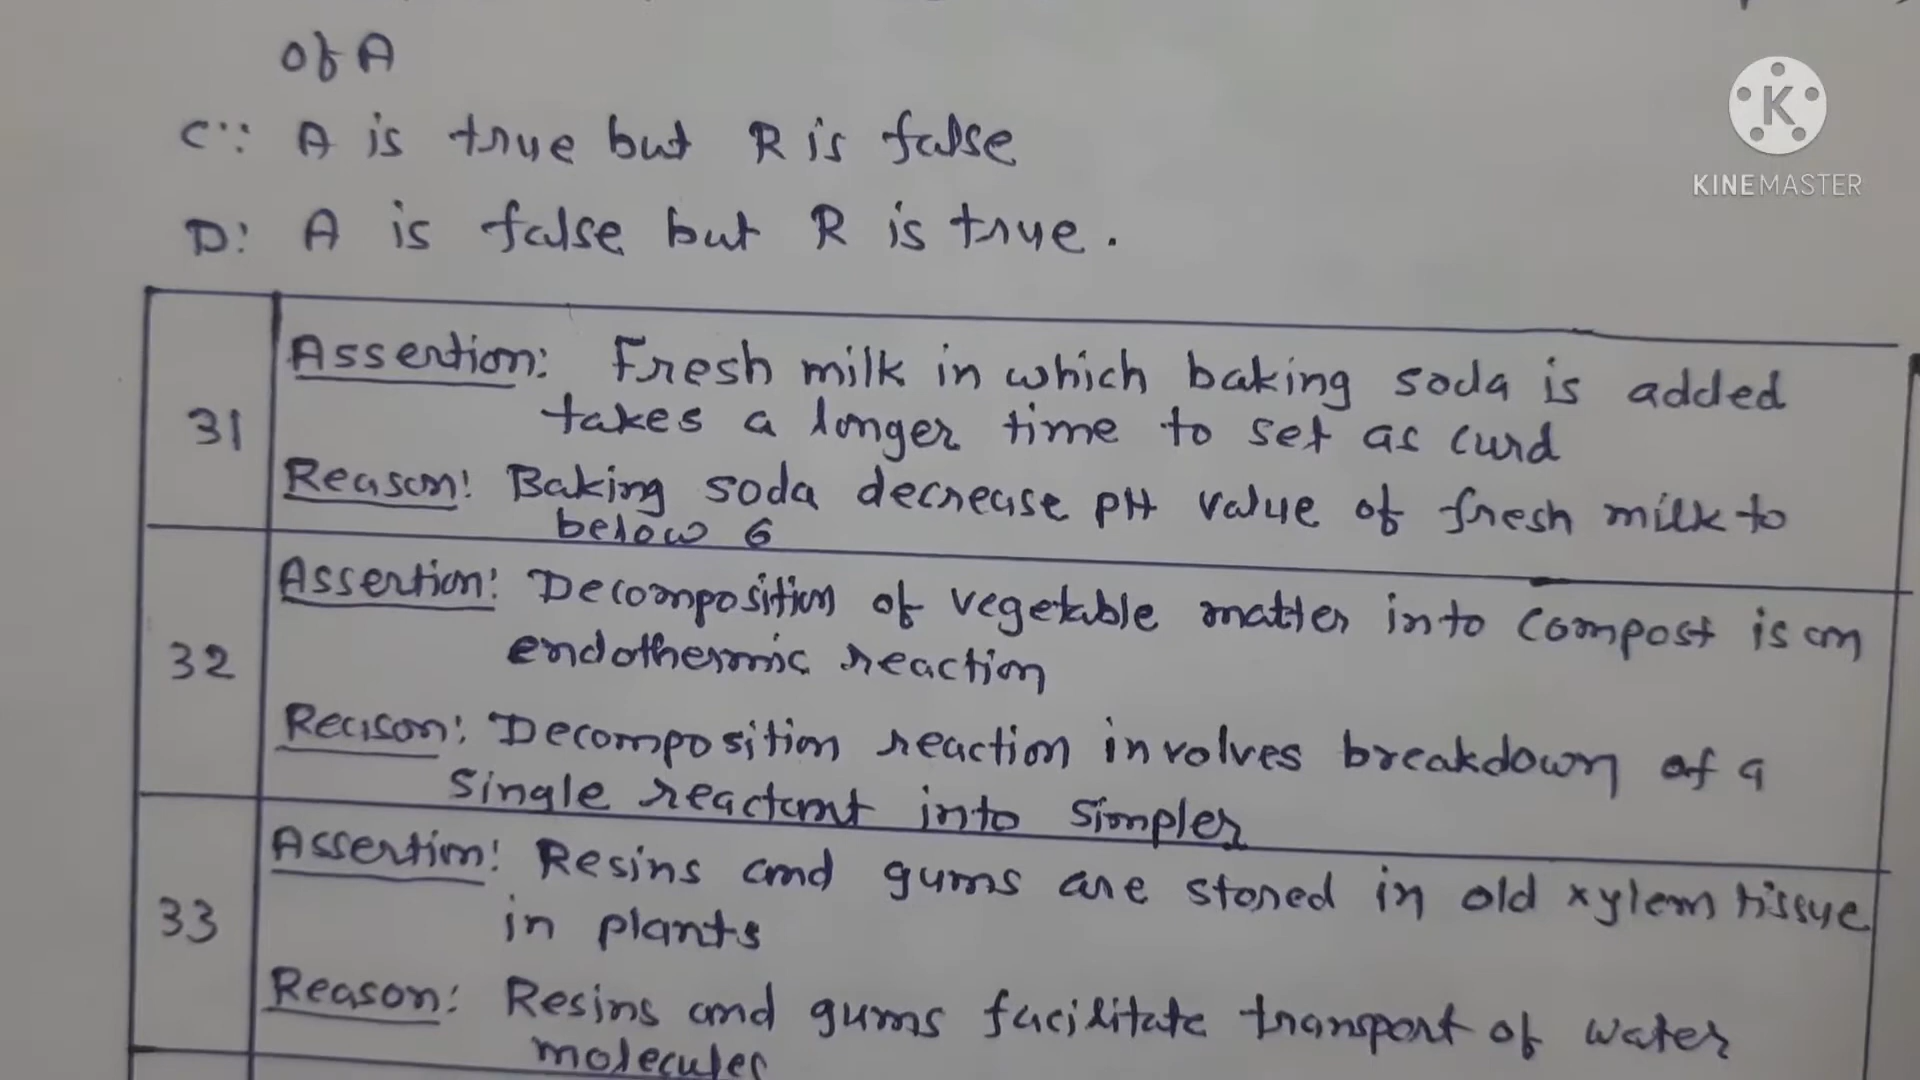 of A
C: A is true but R is false
D: A is false but R is true.
KINEMASTER
31
Assertion: Fresh milk in which baking soda is added
takes a longer time to set as curd
Reason: Baking soda decrease pH value of fresh milk to
below 6
32
Assertion: Decomposition of vegetable matter into compost is an
endothermic reaction
Reason: Decomposition reaction involves breakdown of a
single reactant into simpler
33
Assertion: Resins and gums are stored in old xylem tissue
in plants
Reason: Resins and gums facilitate transport of water
molecules